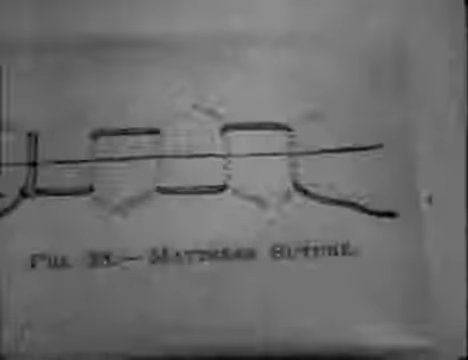 Fig. — Mattress Suture.